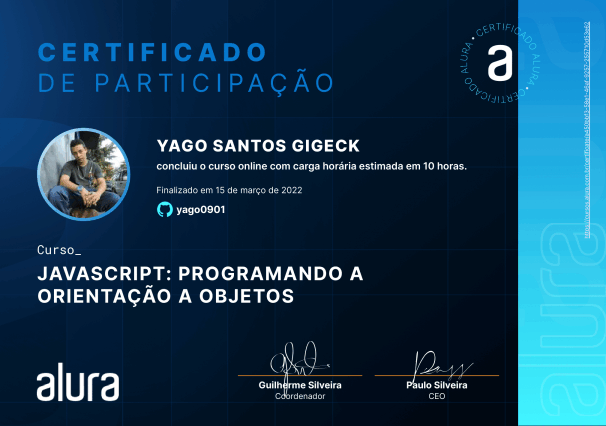 CERTIFICADO
DE PARTICIPAÇÃO
ALURA • CERTIFICADO ALURA • CERTIFICADO
a
YAGO SANTOS GIGECK
concluiu o curso online com carga horária estimada em 10 horas.
Finalizado em 15 de março de 2022
yago0901
Curso_
JAVASCRIPT: PROGRAMANDO A
ORIENTAÇÃO A OBJETOS
alura
Guilherme Silveira
Coordenador
Paulo Silveira
CEO
alura